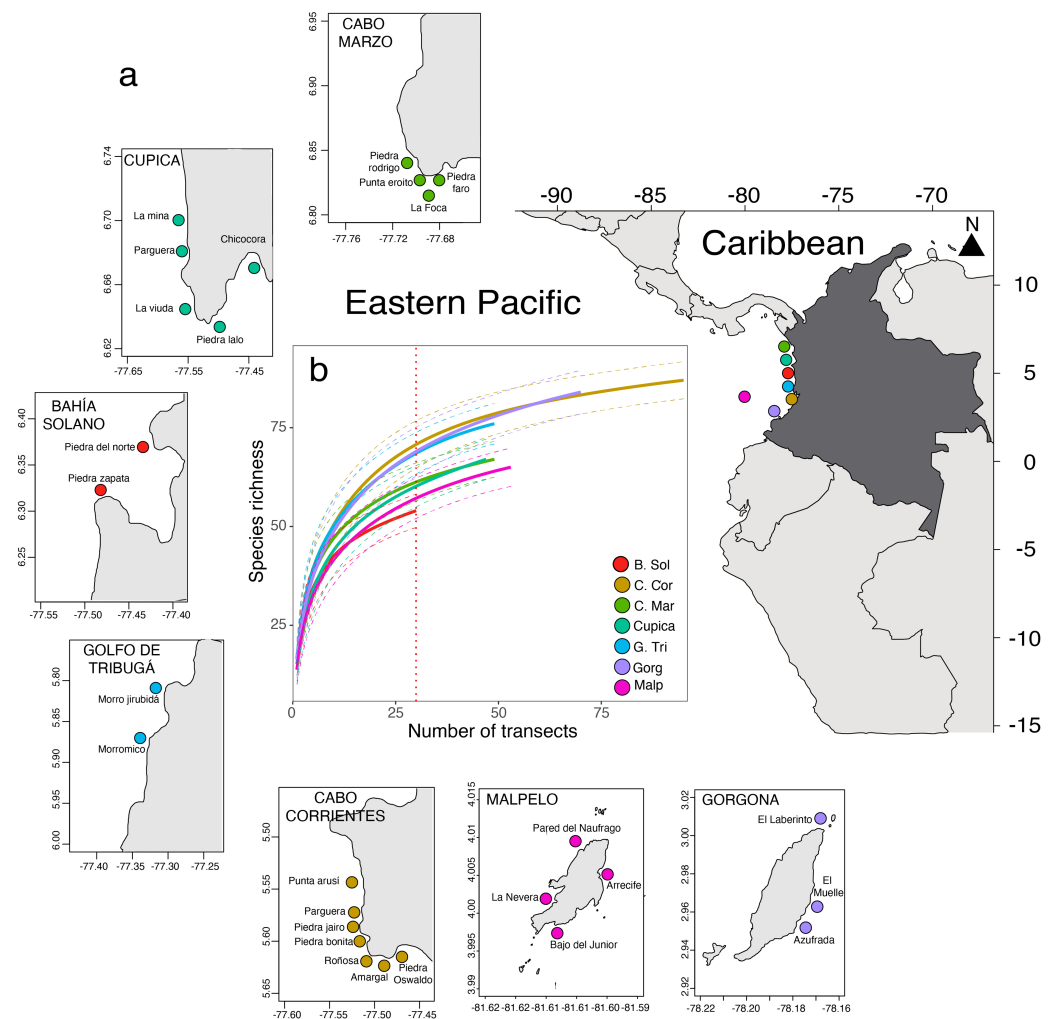 a
CABO
MARZO
6.95
6.90
6.85
6.80
Piedra
rodrigo
Punta eroito
Piedra
faro
La Foca
-77.76 -77.72 -77.68
CUPICA
6.74
6.70
6.66
6.62
La mina
Parguera
Chicocora
La viuda
Piedra lalo
-77.65 -77.55 -77.45
-90 -85 -80 -75 -70
Caribbean
N
Eastern Pacific
10
5
0
-5
-10
-15
BAHÍA
SOLANO
6.40
6.35
6.30
6.25
Piedra del norte
Piedra zapata
-77.55 -77.50 -77.45 -77.40
b
Species richness
75
50
25
0 25 50 75
Number of transects
B. Sol
C. Cor
C. Mar
Cupica
G. Tri
Gorg
Malp
GOLFO DE
TRIBUGÁ
5.80
5.85
5.90
5.95
6.00
Morro jirubidá
Morromico
-77.40 -77.35 -77.30 -77.25
CABO
CORRIENTES
5.50
5.55
5.60
5.65
Punta arusí
Parguera
Piedra jairo
Piedra bonita
Roñosa
Amargal
Piedra
Oswaldo
-77.60 -77.55 -77.50 -77.45
MALPELO
4.015
4.01
4.005
4.00
3.995
3.99
Pared del Naufrago
Arrecife
La Nevera
Bajo del Junior
-81.62 -81.62 -81.61 -81.61 -81.60 -81.59
GORGONA
3.02
3.00
2.98
2.96
2.94
2.92
El Laberinto
El
Muelle
Azufrada
-78.22 -78.20 -78.18 -78.16